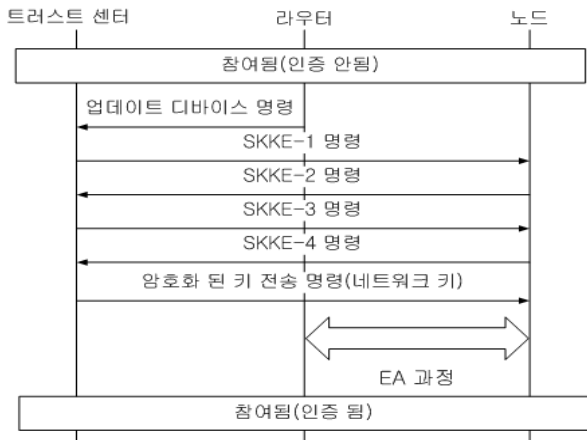 트러스트 센터 라우터 노드
참여됨(인증 안됨)
업데이트 디바이스 명령
SKKE-1 명령
SKKE-2 명령
SKKE-3 명령
SKKE-4 명령
암호화 된 키 전송 명령(네트워크 키)
EA 과정
참여됨(인증 됨)